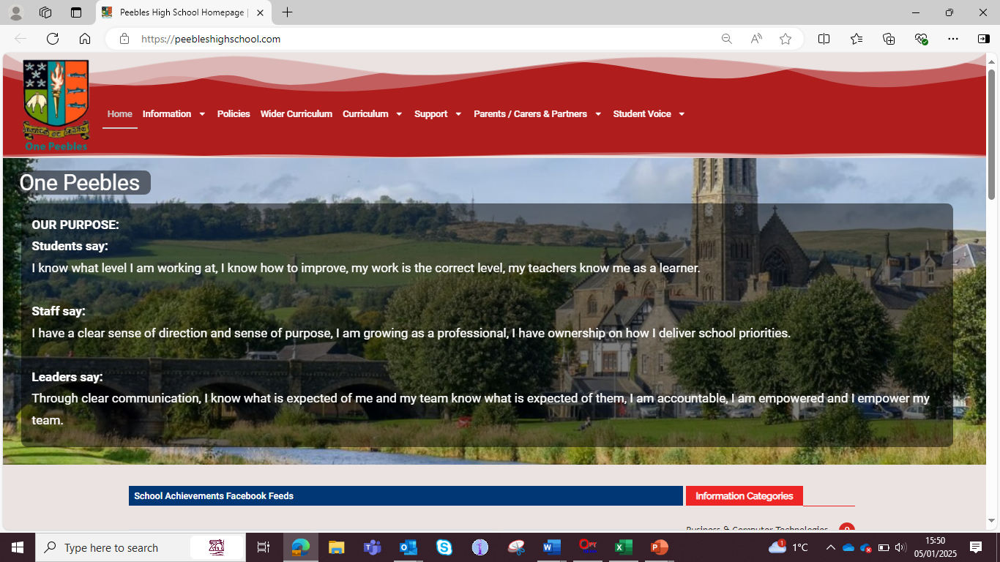 Peebles High School Homepage |
https://peebleshighschool.com
One Peebles
Home Information Policies Wider Curriculum Curriculum Support Parents / Carers & Partners Student Voice
One Peebles
OUR PURPOSE:
Students say:
I know what level I am working at, I know how to improve, my work is the correct level, my teachers know me as a learner.
Staff say:
I have a clear sense of direction and sense of purpose, I am growing as a professional, I have ownership on how I deliver school priorities.
Leaders say:
Through clear communication, I know what is expected of me and my team know what is expected of them, I am accountable, I am empowered and I empower my
team.
School Achievements Facebook Feeds
Information Categories
Business & Computer Technologies
Type here to search
1
1°C
15:50
05/01/2025